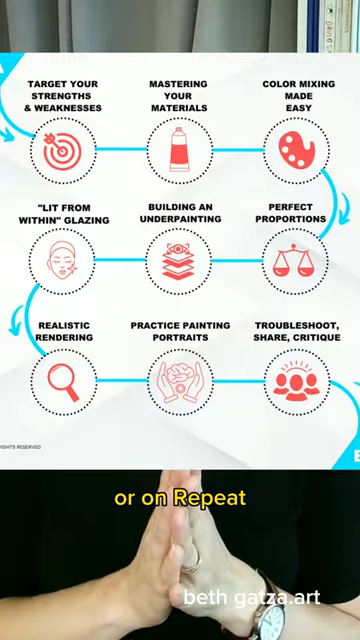 TARGET YOUR
STRENGTHS
& WEAKNESSES
MASTERING
YOUR
MATERIALS
COLOR MIXING
MADE
EASY
"LIT FROM
WITHIN" GLAZING
BUILDING AN
UNDERPAINTING
PERFECT
PROPORTIONS
REALISTIC
RENDERING
PRACTICE PAINTING
PORTRAITS
TROUBLESHOOT,
SHARE, CRITIQUE
RIGHTS RESERVED
or on Repeat
beth gatza.art